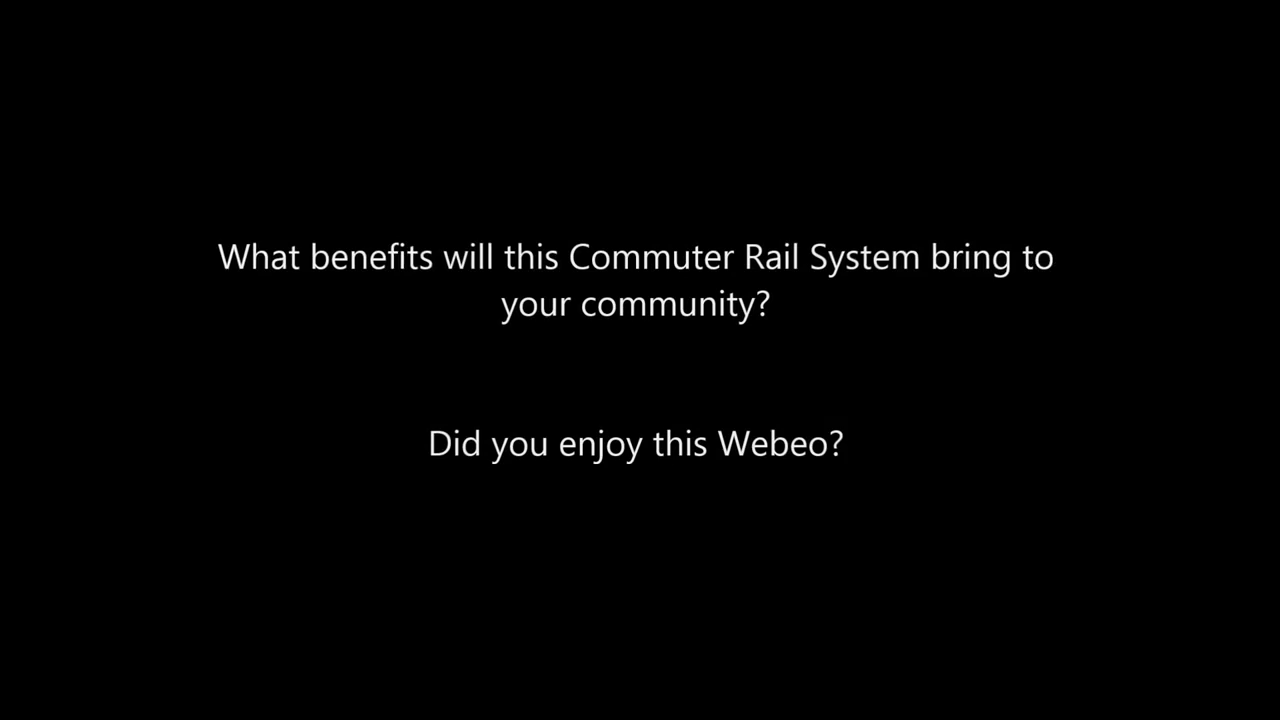 What benefits will this Commuter Rail System bring to
your community?
Did you enjoy this Webeo?